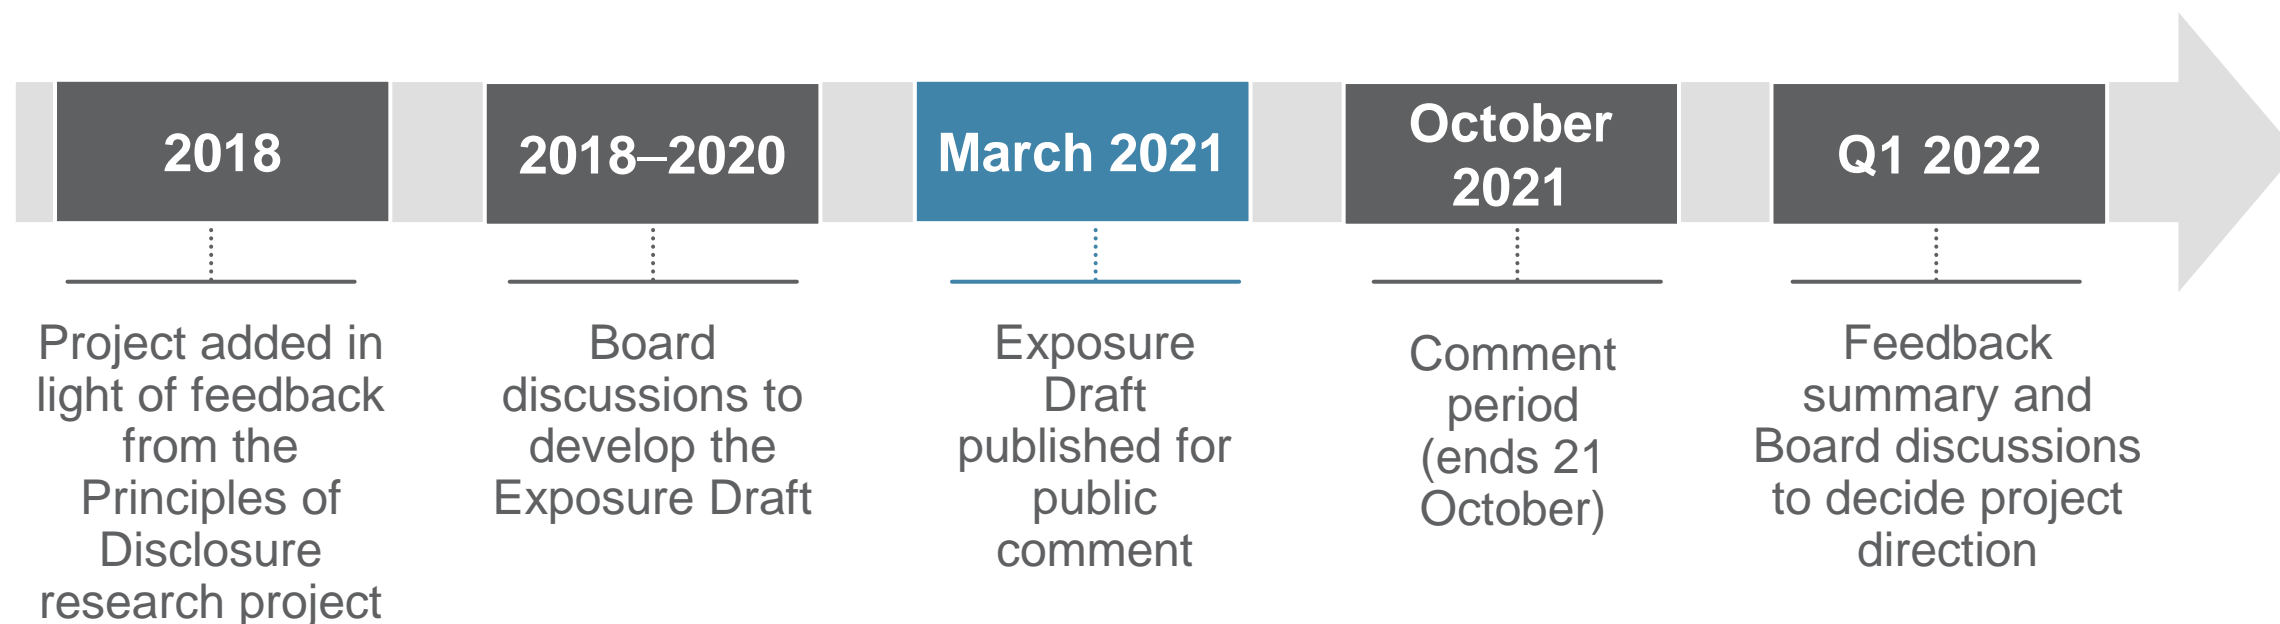 2018
2018–2020
March 2021
October
2021
Q1 2022
Project added in
light of feedback
from the
Principles of
Disclosure
research project
Board
discussions to
develop the
Exposure Draft
Exposure
Draft
published for
public
comment
Comment
period
(ends 21
October)
Feedback
summary and
Board discussions
to decide project
direction